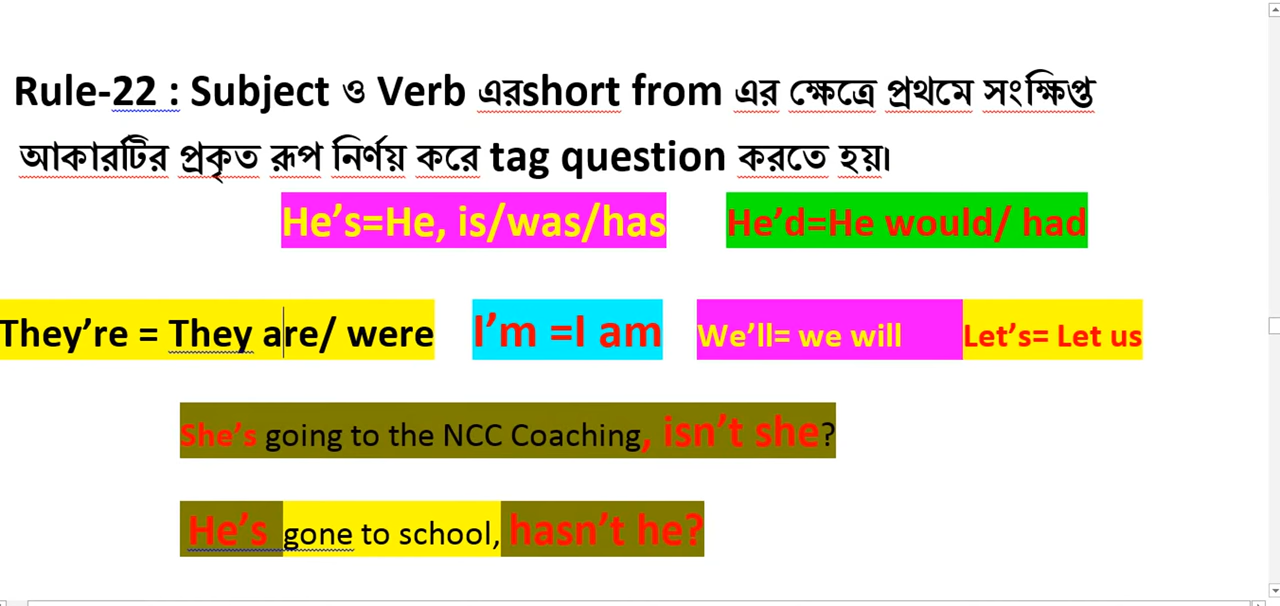 Rule-22 : Subject ও Verb এরshort from এর ক্ষেত্রে প্রথমে সংক্ষিপ্ত
আকারটির প্রকৃত রূপ নির্ণয় করে tag question করতে হয়।
He’s=He, is/was/has He’d=He would/ had
They’re = They are/ were I’m =I am We’ll= we will Let’s= Let us
She’s going to the NCC Coaching, isn’t she?
He’s gone to school, hasn’t he?